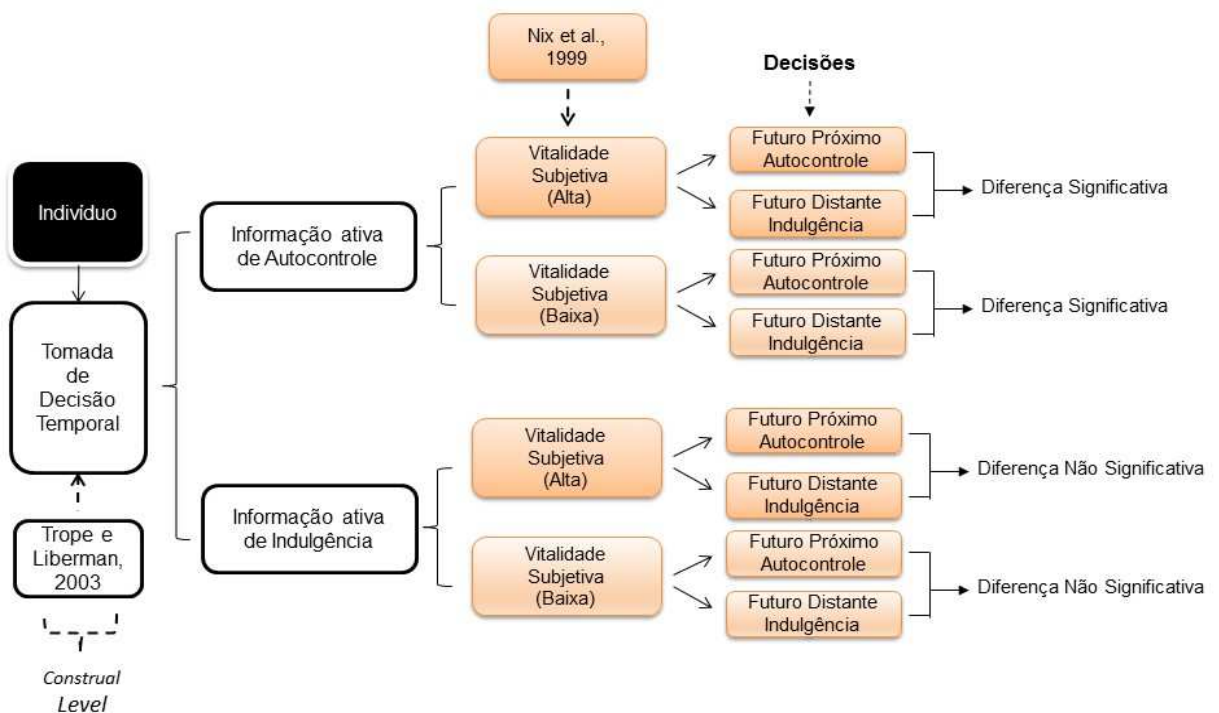 Nix et al.,
1999
Decisões
Indivíduo
Tomada
de
Decisão
Temporal
Trope e
Liberman,
2003
Construal
Level
Informação ativa
de Autocontrole
Vitalidade
Subjetiva
(Alta)
Futuro Próximo
Autocontrole
Futuro Distante
Indulgência
Diferença Significativa
Vitalidade
Subjetiva
(Baixa)
Futuro Próximo
Autocontrole
Futuro Distante
Indulgência
Diferença Significativa
Informação ativa
de Indulgência
Vitalidade
Subjetiva
(Alta)
Futuro Próximo
Autocontrole
Futuro Distante
Indulgência
Diferença Não Significativa
Vitalidade
Subjetiva
(Baixa)
Futuro Próximo
Autocontrole
Futuro Distante
Indulgência
Diferença Não Significativa